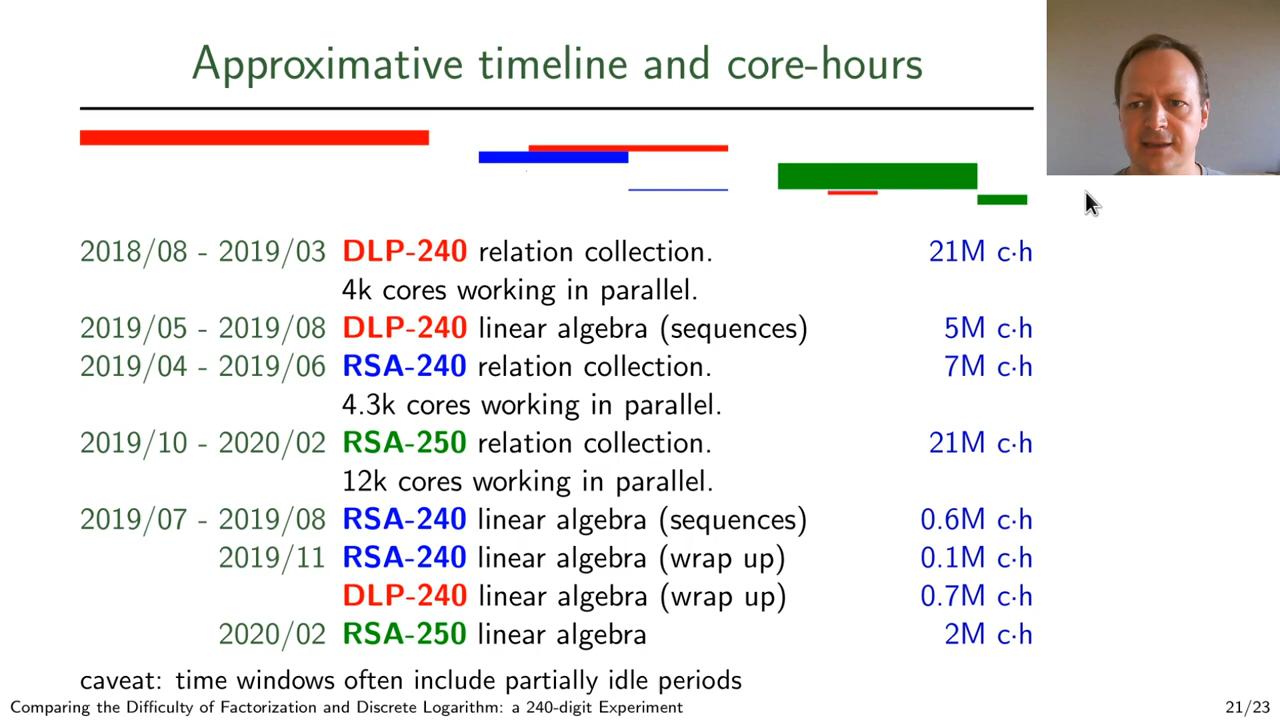 Approximative timeline and core-hours
2018/08 - 2019/03 DLP-240 relation collection. 21M c·h
4k cores working in parallel.
2019/05 - 2019/08 DLP-240 linear algebra (sequences) 5M c·h
2019/04 - 2019/06 RSA-240 relation collection. 7M c·h
4.3k cores working in parallel.
2019/10 - 2020/02 RSA-250 relation collection. 21M c·h
12k cores working in parallel.
2019/07 - 2019/08 RSA-240 linear algebra (sequences) 0.6M c·h
2019/11 RSA-240 linear algebra (wrap up) 0.1M c·h
DLP-240 linear algebra (wrap up) 0.7M c·h
2020/02 RSA-250 linear algebra 2M c·h
caveat: time windows often include partially idle periods
Comparing the Difficulty of Factorization and Discrete Logarithm: a 240-digit Experiment 21/23